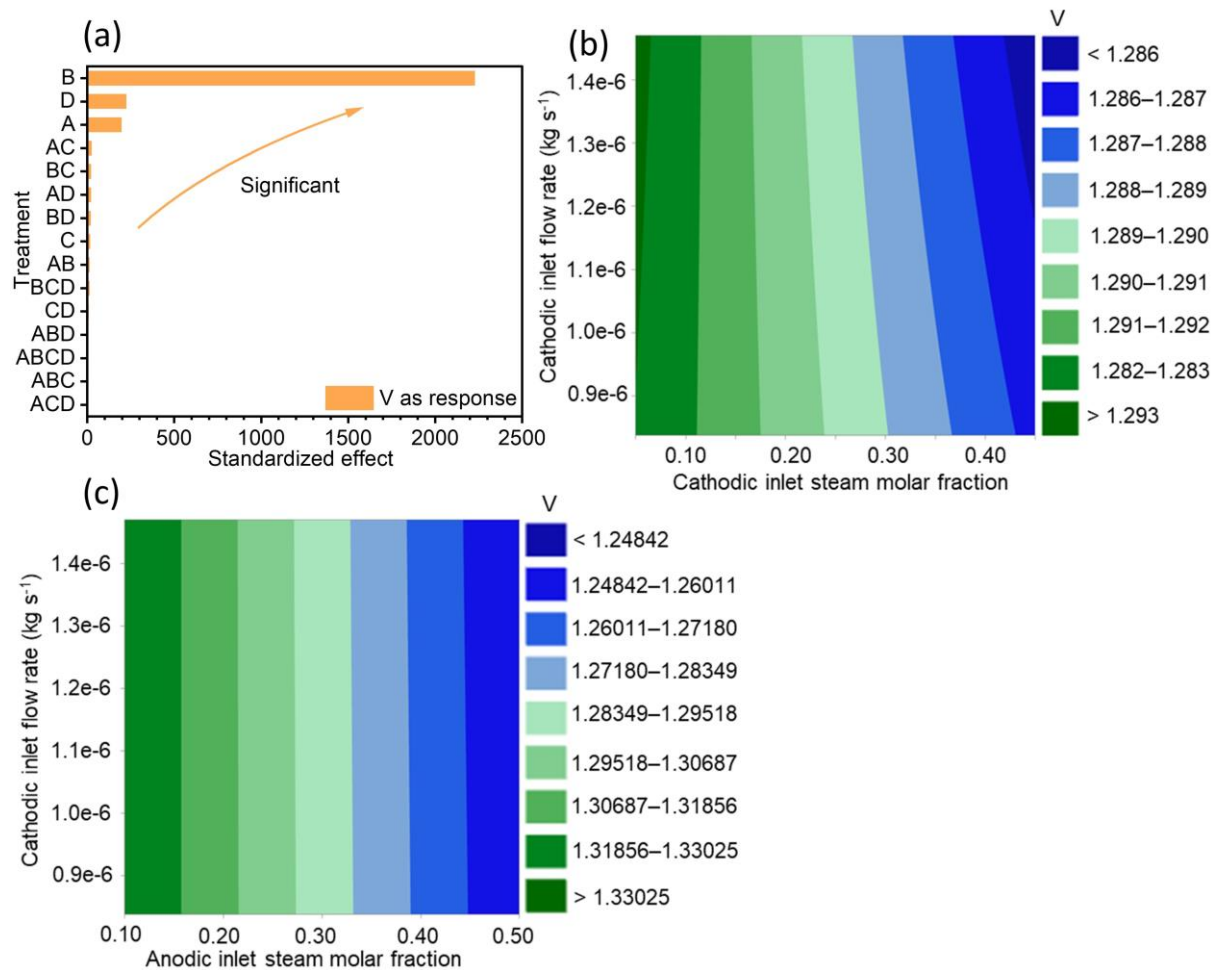 (a)
B
D
A
AC
BC
AD
BD
C
AB
BCD
CD
ABD
ABCD
ABC
ACD
Treatment
Significant
V as response
0 500 1000 1500 2000 2500
Standardized effect
(b)
Cathodic inlet flow rate (kg s⁻¹)
1.4e-6
1.3e-6
1.2e-6
1.1e-6
1.0e-6
0.9e-6
0.10 0.20 0.30 0.40
Cathodic inlet steam molar fraction
V
< 1.286
1.286–1.287
1.287–1.288
1.288–1.289
1.289–1.290
1.290–1.291
1.291–1.292
1.282–1.283
> 1.293
(c)
Cathodic inlet flow rate (kg s⁻¹)
1.4e-6
1.3e-6
1.2e-6
1.1e-6
1.0e-6
0.9e-6
0.10 0.20 0.30 0.40 0.50
Anodic inlet steam molar fraction
V
< 1.24842
1.24842–1.26011
1.26011–1.27180
1.27180–1.28349
1.28349–1.29518
1.29518–1.30687
1.30687–1.31856
1.31856–1.33025
> 1.33025